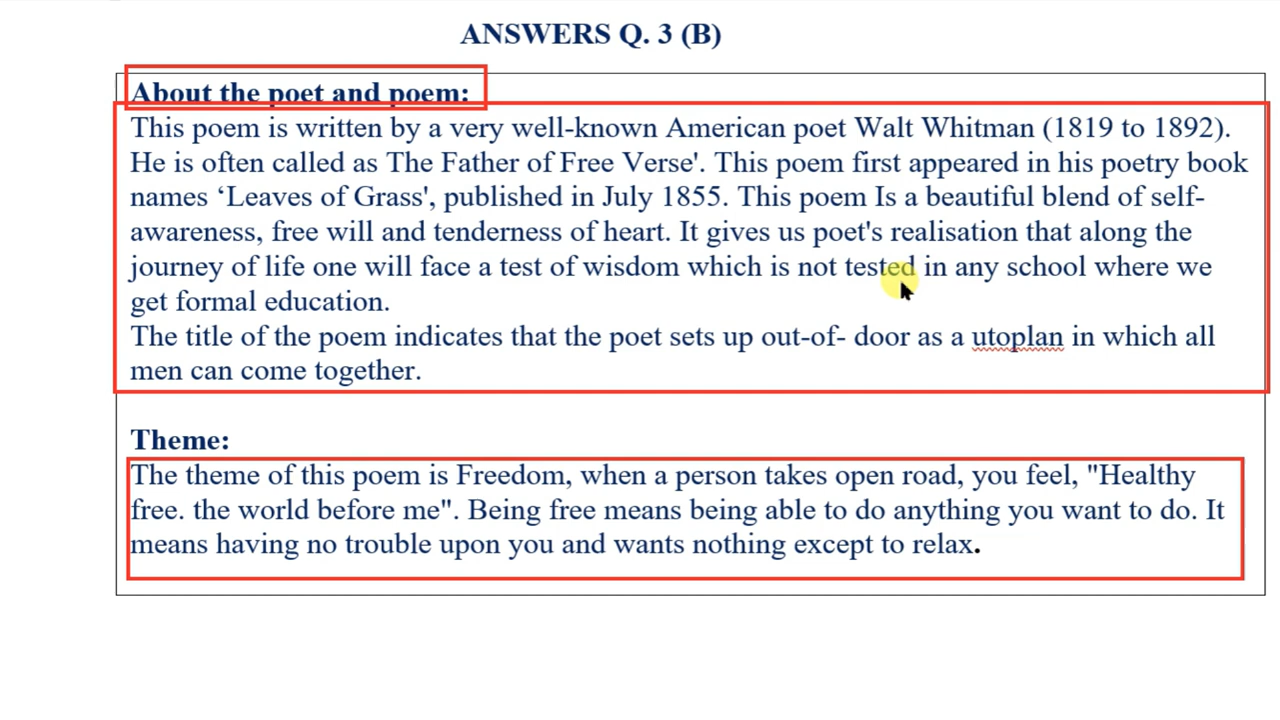 ANSWERS Q. 3 (B)
About the poet and poem:
This poem is written by a very well-known American poet Walt Whitman (1819 to 1892).
He is often called as The Father of Free Verse'. This poem first appeared in his poetry book
names ‘Leaves of Grass', published in July 1855. This poem Is a beautiful blend of self-
awareness, free will and tenderness of heart. It gives us poet's realisation that along the
journey of life one will face a test of wisdom which is not tested in any school where we
get formal education.
The title of the poem indicates that the poet sets up out-of- door as a utoplan in which all
men can come together.
Theme:
The theme of this poem is Freedom, when a person takes open road, you feel, "Healthy
free. the world before me". Being free means being able to do anything you want to do. It
means having no trouble upon you and wants nothing except to relax.